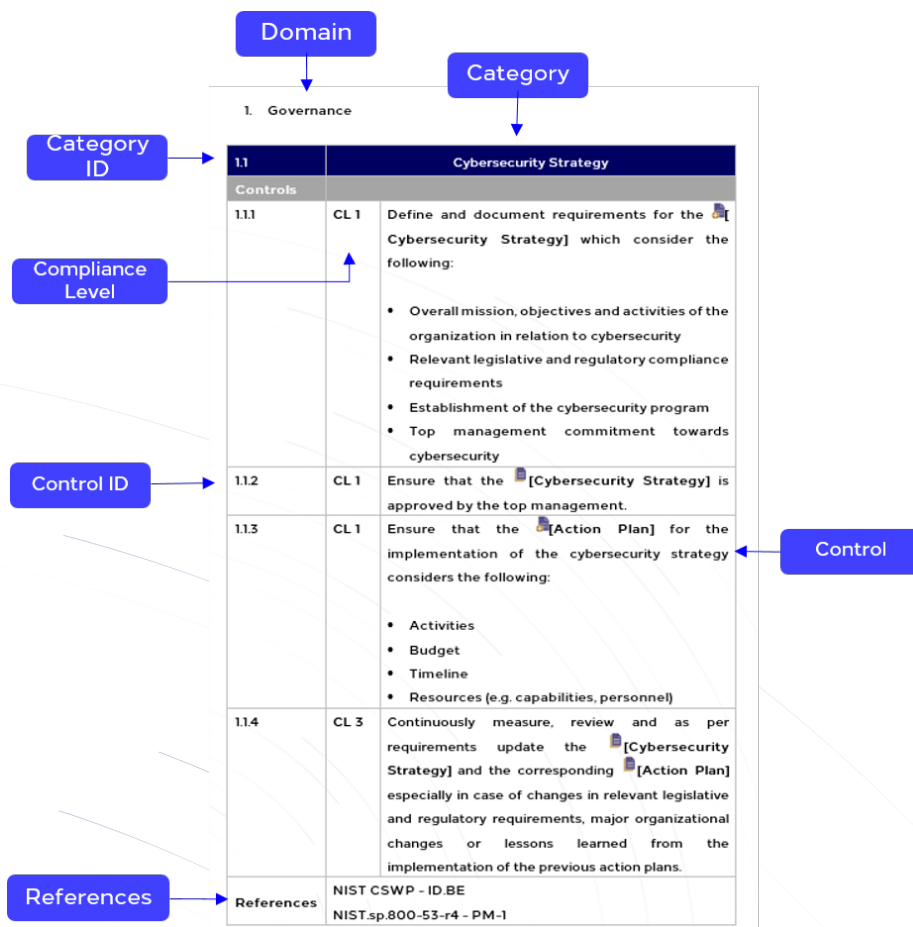 Domain
Category
1. Governance
Category
ID
1.1 Cybersecurity Strategy
Controls
1.1.1 CL 1 Define and document requirements for the [
Cybersecurity Strategy] which consider the
following:
Compliance
Level
• Overall mission, objectives and activities of the
organization in relation to cybersecurity
• Relevant legislative and regulatory compliance
requirements
• Establishment of the cybersecurity program
• Top management commitment towards
cybersecurity
Control ID
1.1.2 CL 1 Ensure that the [Cybersecurity Strategy] is
approved by the top management.
1.1.3 CL 1 Ensure that the [Action Plan] for the
implementation of the cybersecurity strategy
considers the following:
Control
• Activities
• Budget
• Timeline
• Resources (e.g. capabilities, personnel)
1.1.4 CL 3 Continuously measure, review and as per
requirements update the [Cybersecurity
Strategy] and the corresponding [Action Plan]
especially in case of changes in relevant legislative
and regulatory requirements, major organizational
changes or lessons learned from the
implementation of the previous action plans.
References
References NIST CSWP - ID.BE
NIST.sp.800-53-r4 - PM-1